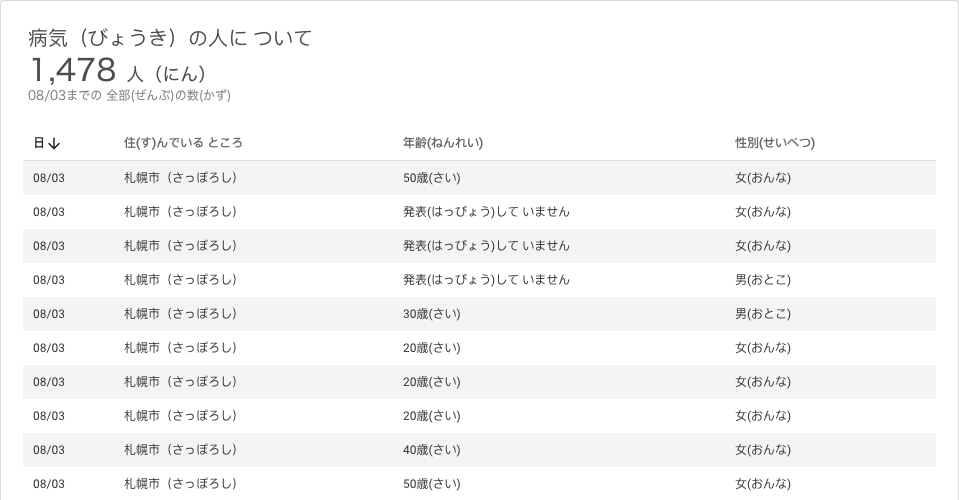 病気（びょうき）の人に ついて
1,478 人（にん）
08/03までの 全部(ぜんぶ)の数(かず)
日↓ 住(す)んでいる ところ 年齢(ねんれい) 性別(せいべつ)
08/03 札幌市（さっぽろし） 50歳(さい) 女(おんな)
08/03 札幌市（さっぽろし） 発表(はっぴょう)して いません 女(おんな)
08/03 札幌市（さっぽろし） 発表(はっぴょう)して いません 女(おんな)
08/03 札幌市（さっぽろし） 発表(はっぴょう)して いません 男(おとこ)
08/03 札幌市（さっぽろし） 30歳(さい) 男(おとこ)
08/03 札幌市（さっぽろし） 20歳(さい) 女(おんな)
08/03 札幌市（さっぽろし） 20歳(さい) 女(おんな)
08/03 札幌市（さっぽろし） 20歳(さい) 女(おんな)
08/03 札幌市（さっぽろし） 40歳(さい) 女(おんな)
08/03 札幌市（さっぽろし） 50歳(さい) 女(おんな)